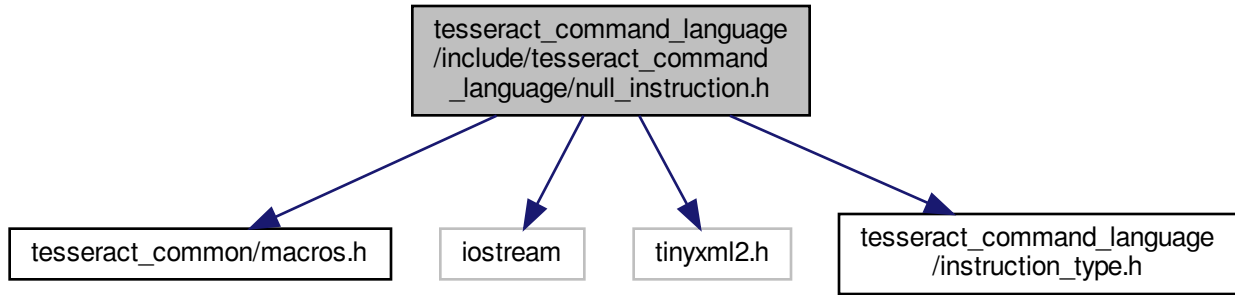 tesseract_command_language
/include/tesseract_command
_language/null_instruction.h
tesseract_common/macros.h
iostream
tinyxml2.h
tesseract_command_language
/instruction_type.h